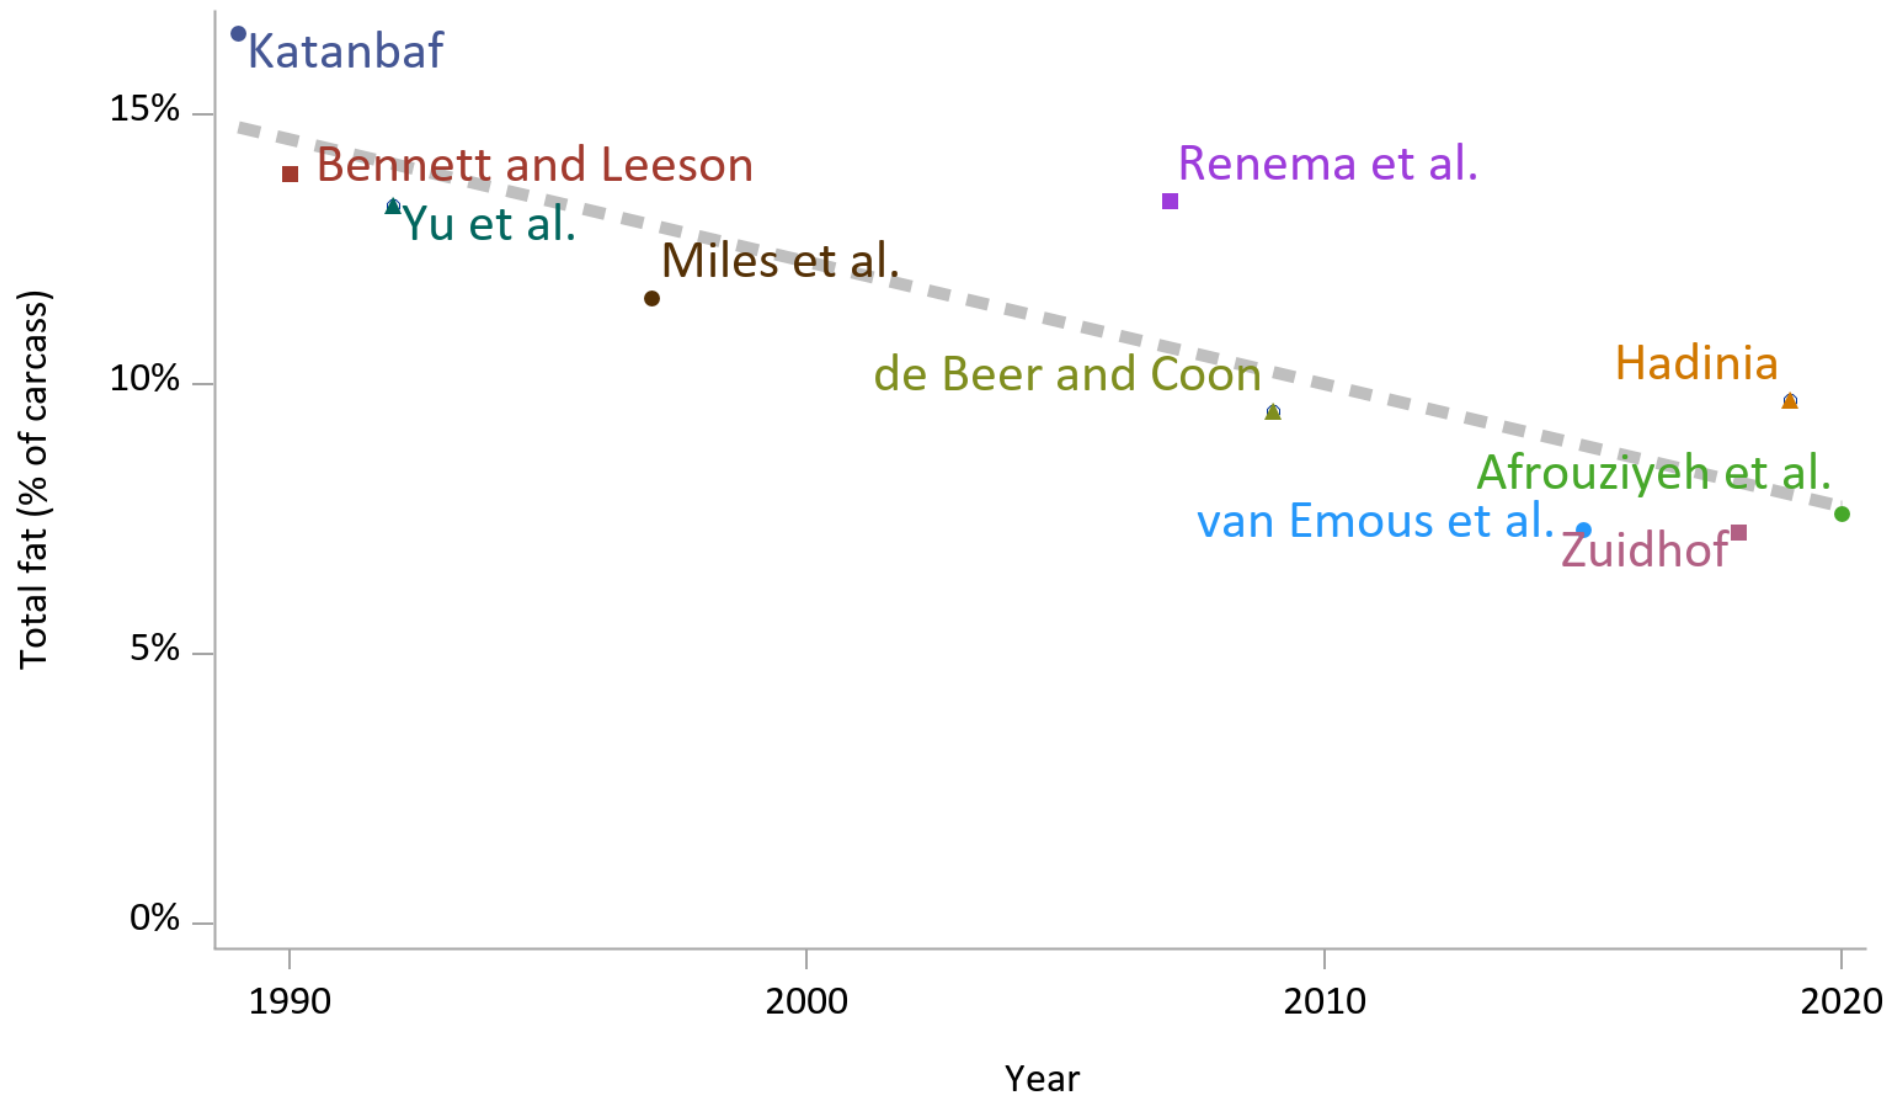 Katanbaf
15%
Bennett and Leeson
Renema et al.
Yu et al.
Miles et al.
Total fat (% of carcass)
10%
de Beer and Coon
Hadinia
Afrouziyeh et al.
van Emous et al.
Zuidhof
5%
0%
1990
2000
2010
2020
Year